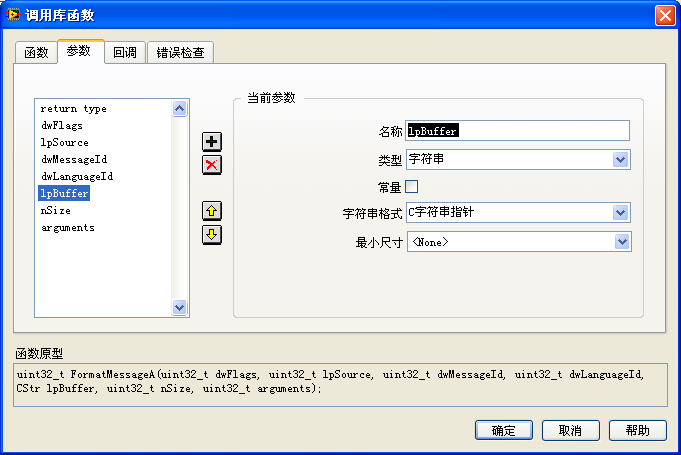 调用库函数
函数 参数 回调 错误检查
return type
dwFlags
lpSource
dwMessageId
dwLanguageId
lpBuffer
nSize
arguments
当前参数
名称 lpBuffer
类型 字符串
常量
字符串格式 C字符串指针
最小尺寸 <None>
函数原型
uint32_t FormatMessageA(uint32_t dwFlags, uint32_t lpSource, uint32_t dwMessageId, uint32_t dwLanguageId,
CStr lpBuffer, uint32_t nSize, uint32_t arguments);
确定 取消 帮助